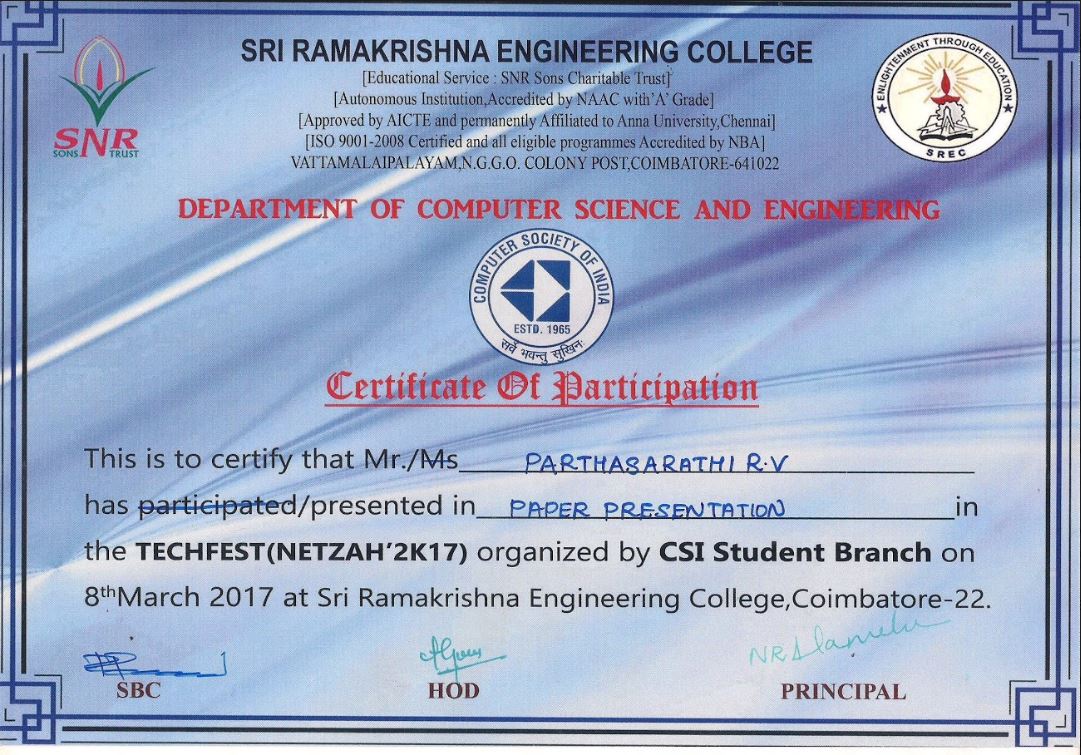 SRI RAMAKRISHNA ENGINEERING COLLEGE
[Educational Service : SNR Sons Charitable Trust]
[Autonomous Institution,Accredited by NAAC with'A' Grade]
[Approved by AICTE and permanently Affiliated to Anna University,Chennai]
[ISO 9001-2008 Certified and all eligible programmes Accredited by NBA]
VATTAMALAIPALAYAM,N.G.G.O. COLONY POST,COIMBATORE-641022
SNR
SONS TRUST
ENLIGHTENMENT THROUGH EDUCATION
SREC
DEPARTMENT OF COMPUTER SCIENCE AND ENGINEERING
COMPUTER SOCIETY OF INDIA
ESTD. 1965
सर्वे भवन्तु सुखिनः
Certificate Of Participation
This is to certify that Mr./Ms PARTHASARATHI R.V
has participated/presented in PAPER PRESENTATION in
the TECHFEST(NETZAH'2K17) organized by CSI Student Branch on
8thMarch 2017 at Sri Ramakrishna Engineering College,Coimbatore-22.
SBC
HOD
PRINCIPAL